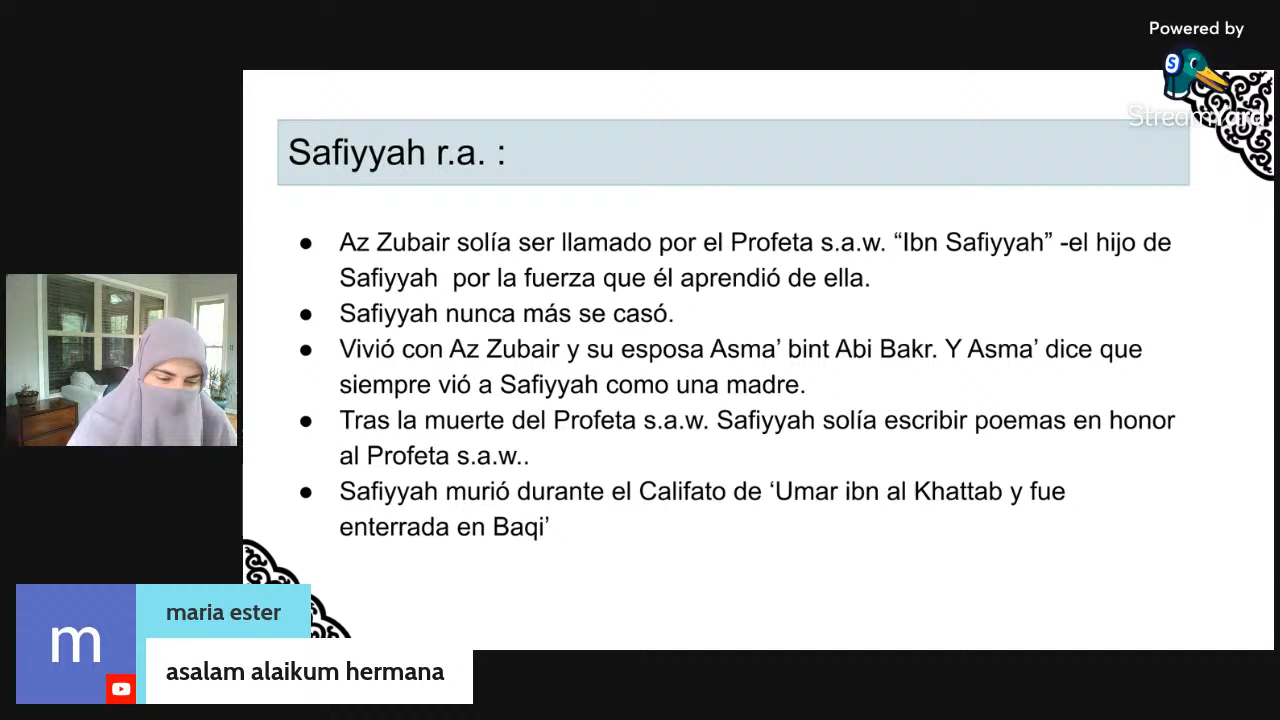 Powered by
S
StreamYard
Safiyyah r.a. :
● Az Zubair solía ser llamado por el Profeta s.a.w. “Ibn Safiyyah” -el hijo de
Safiyyah  por la fuerza que él aprendió de ella.
● Safiyyah nunca más se casó.
● Vivió con Az Zubair y su esposa Asma’ bint Abi Bakr. Y Asma’ dice que
siempre vió a Safiyyah como una madre.
● Tras la muerte del Profeta s.a.w. Safiyyah solía escribir poemas en honor
al Profeta s.a.w..
● Safiyyah murió durante el Califato de ‘Umar ibn al Khattab y fue
enterrada en Baqi’
m
maria ester
asalam alaikum hermana